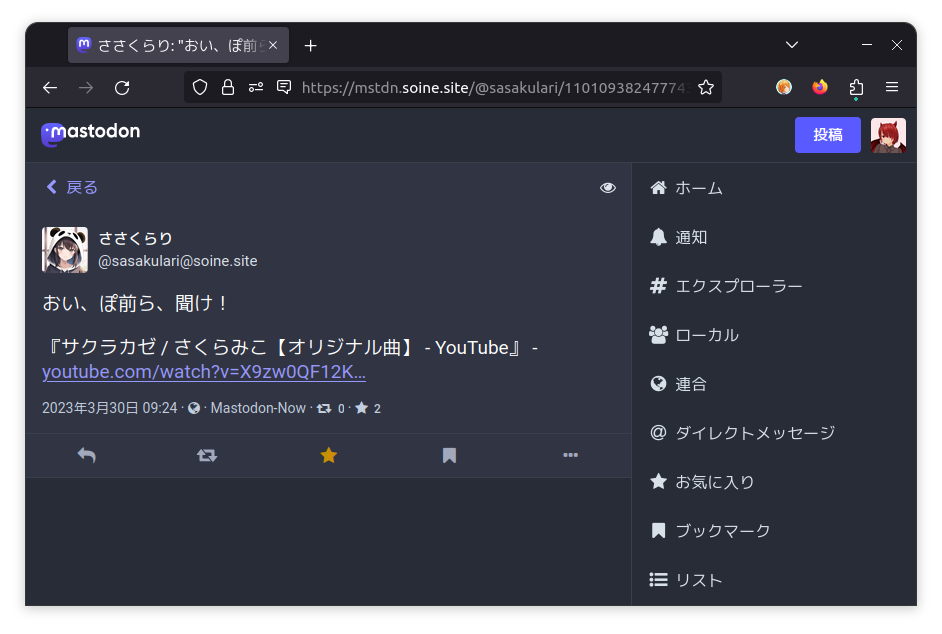 ささくらり: "おい、ぽ前ら
https://mstdn.soine.site/@sasakulari/110109382477743
mastodon
投稿
戻る
ささくらり
@sasakulari@soine.site
おい、ぽ前ら、聞け！
『サクラカゼ / さくらみこ【オリジナル曲】 - YouTube』 -
youtube.com/watch?v=X9zw0QF12K…
2023年3月30日 09:24 · Mastodon-Now · 0 · 2
ホーム
通知
# エクスプローラー
ローカル
連合
@ ダイレクトメッセージ
お気に入り
ブックマーク
リスト